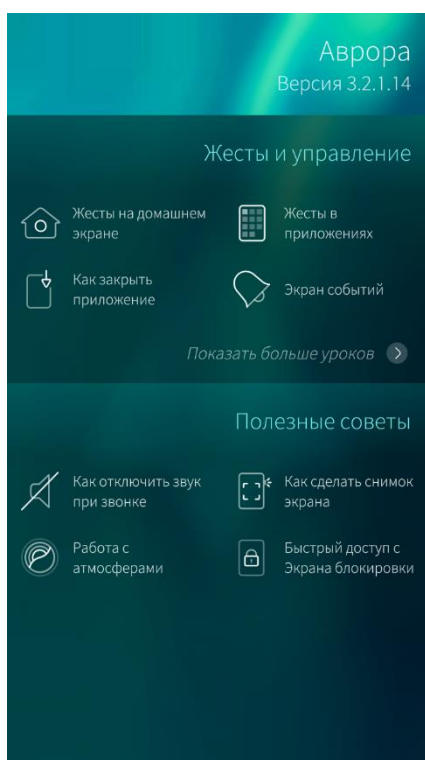 Аврора
Версия 3.2.1.14
Жесты и управление
Жесты на домашнем
экране
Жесты в
приложениях
Как закрыть
приложение
Экран событий
Показать больше уроков
Полезные советы
Как отключить звук
при звонке
Как сделать снимок
экрана
Работа с
атмосферами
Быстрый доступ с
Экрана блокировки